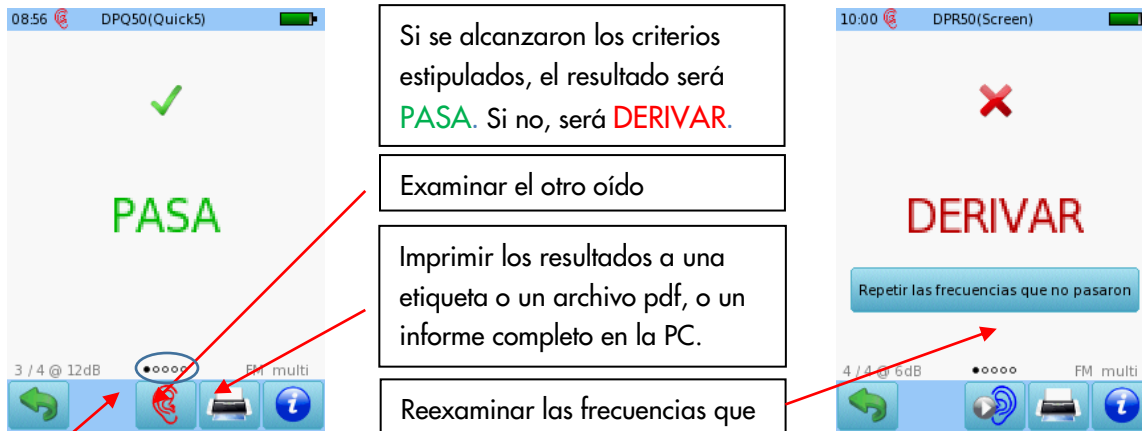 08:56 DPQ50(Quick5)
PASA
3 / 4 @ 12dB FM multi
Si se alcanzaron los criterios
estipulados, el resultado será
PASA. Si no, será DERIVAR.
Examinar el otro oído
Imprimir los resultados a una
etiqueta o un archivo pdf, o un
informe completo en la PC.
Reexaminar las frecuencias que
10:00 DPR50(Screen)
DERIVAR
Repetir las frecuencias que no pasaron
4 / 4 @ 6dB FM multi